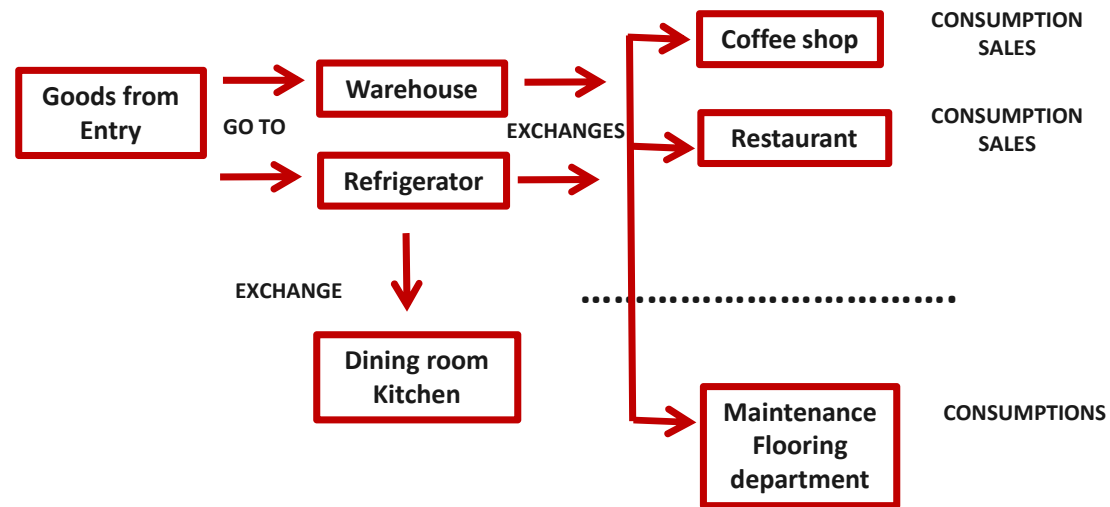 Goods from
Entry
GO TO
Warehouse
Refrigerator
EXCHANGES
Coffee shop
CONSUMPTION
SALES
Restaurant
CONSUMPTION
SALES
EXCHANGE
Dining room
Kitchen
Maintenance
Flooring
department
CONSUMPTIONS